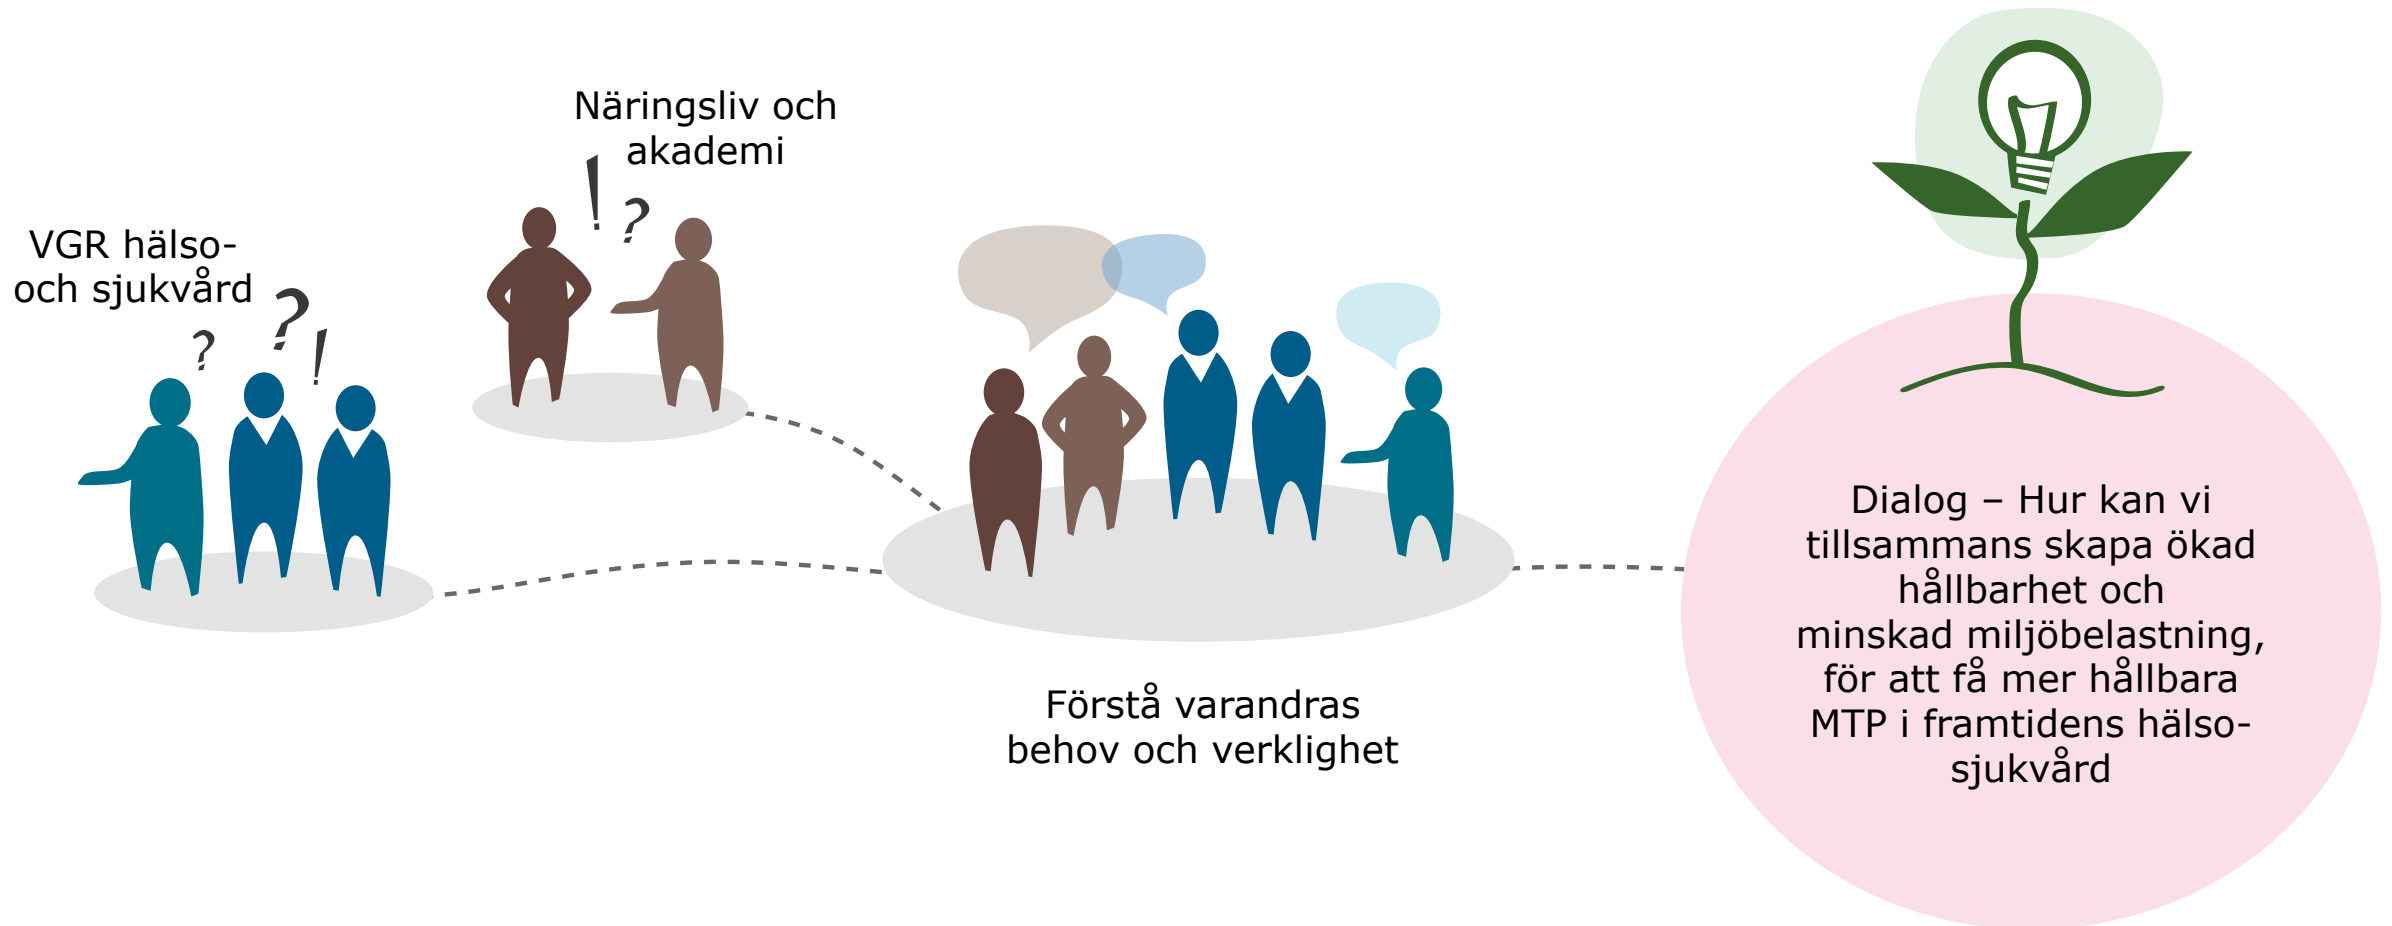 Näringsliv och
akademi
!
?
VGR hälso-
och sjukvård
?
?
!
Förstå varandras
behov och verklighet
Dialog – Hur kan vi
tillsammans skapa ökad
hållbarhet och
minskad miljöbelastning,
för att få mer hållbara
MTP i framtidens hälso-
sjukvård